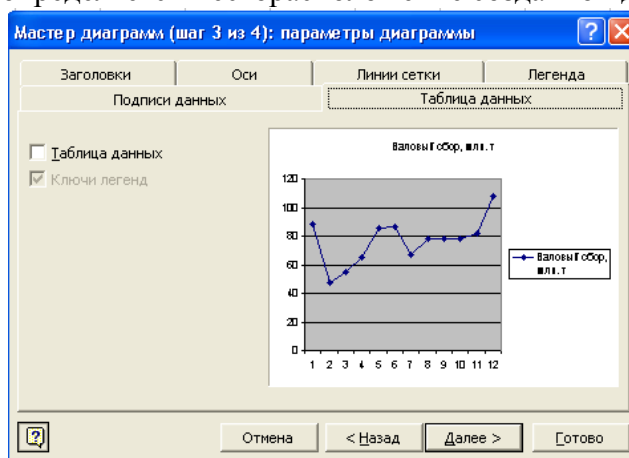 Мастер диаграмм (шаг 3 из 4): параметры диаграммы
Заголовки Оси Линии сетки Легенда
Подписи данных Таблица данных
Таблица данных
Ключи легенд
Валовый сбор, млн. т
120
100
80
60
40
20
0
1 2 3 4 5 6 7 8 9 10 11 12
Валовый сбор,
млн. т
Отмена < Назад Далее > Готово